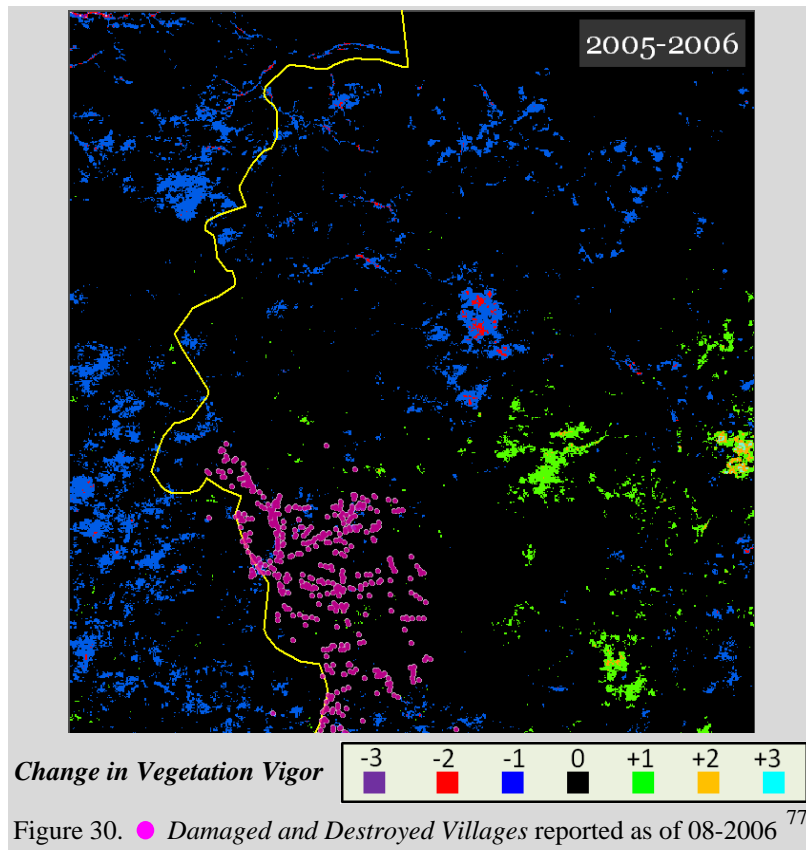 2005-2006
Change in Vegetation Vigor
-3 -2 -1 0 +1 +2 +3
Figure 30. Damaged and Destroyed Villages reported as of 08-2006 77